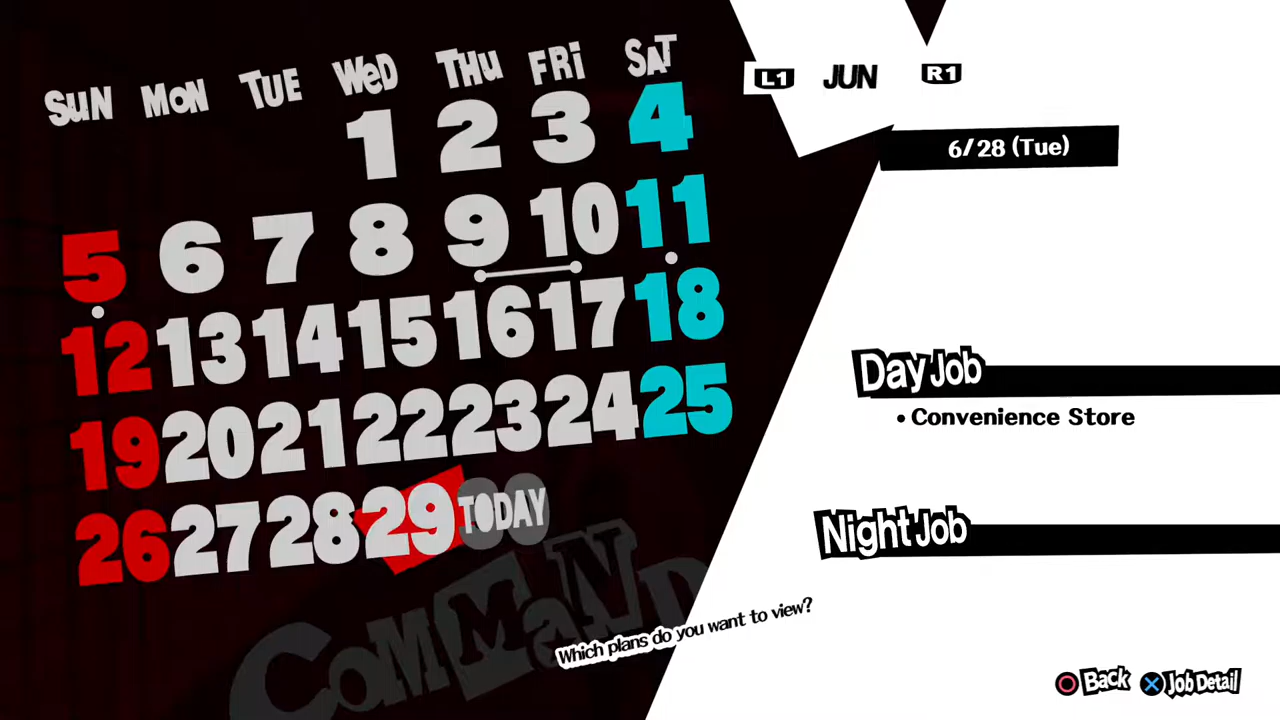 SuN MoN TUE WeD THu FRi SAT
1 2 3 4
5 6 7 8 9 10 11
12 13 14 15 16 17 18
19 20 21 22 23 24 25
26 27 28 29 30
TODAY
CoMMaND
Which plans do you want to view?
L1 JUN R1
6/28 (Tue)
Day Job
• Convenience Store
Night Job
Back Job Detail